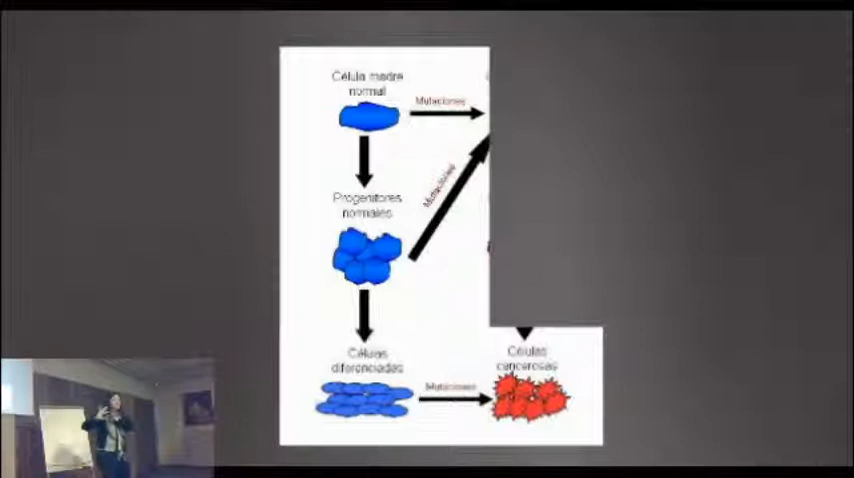 Célula madre
normal
Mutaciones
Mutaciones
Progenitores
normales
Células
diferenciadas
Mutaciones
Células
cancerosas